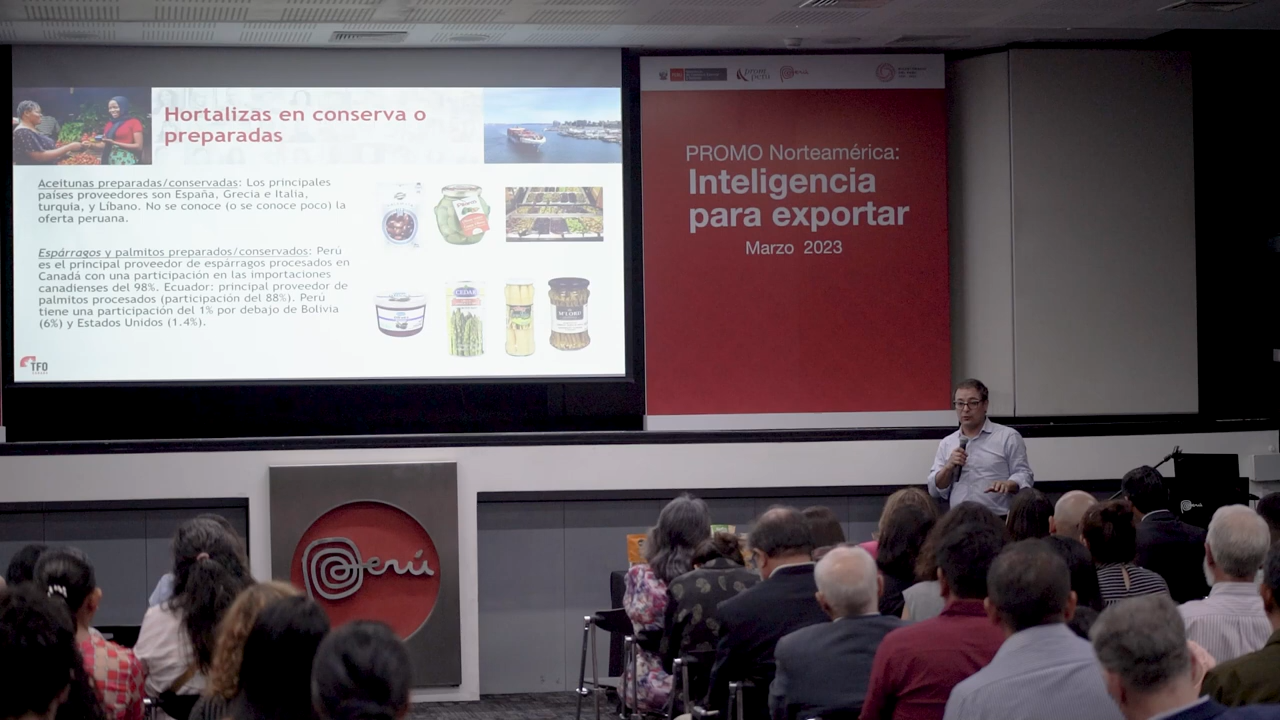 Hortalizas en conserva o
preparadas
Aceitunas preparadas/conservadas: Los principales
países proveedores son España, Grecia e Italia,
turquia, y Líbano. No se conoce (o se conoce poco) la
oferta peruana.
Espárragos y palmitos preparados/conservados: Perú
es el principal proveedor de espárragos procesados en
Canadá con una participación en las importaciones
canadienses del 98%. Ecuador: principal proveedor de
palmitos procesados (participación del 88%). Perú
tiene una participación del 1% por debajo de Bolivia
(6%) y Estados Unidos (1.4%).
TFO
CEDAR
PROMO Norteamérica:
Inteligencia
para exportar
Marzo 2023
Perú